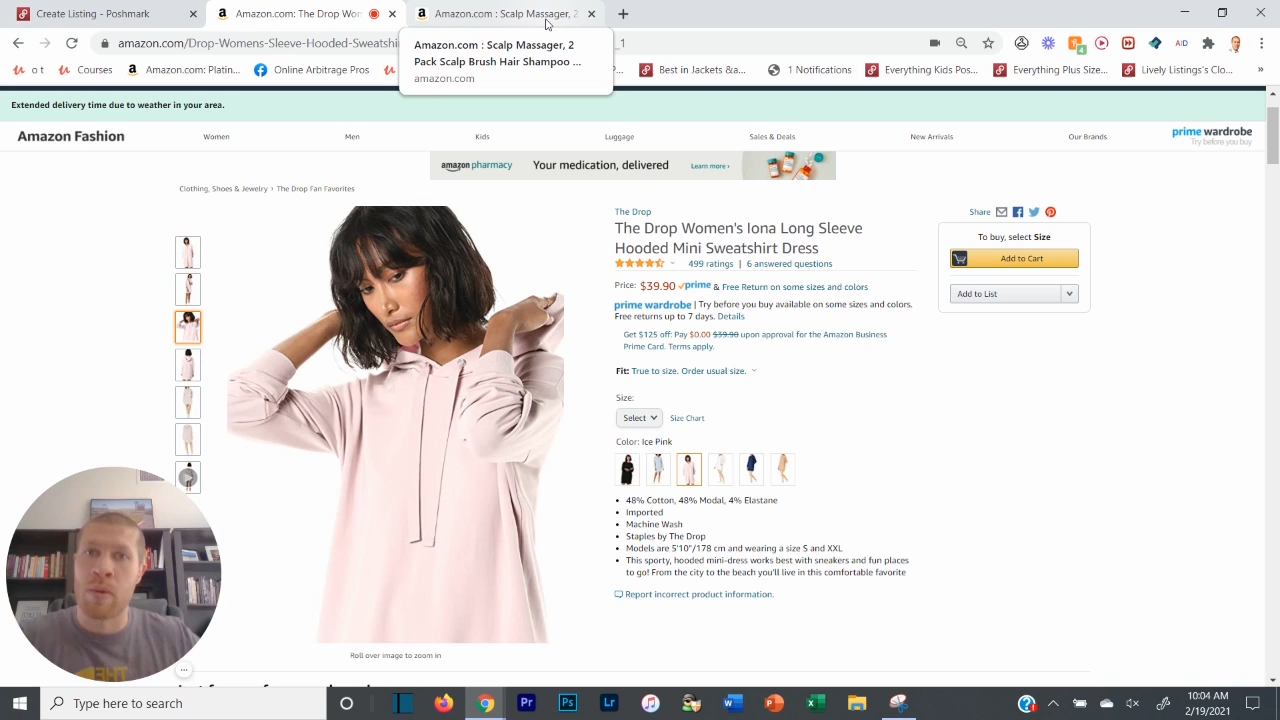 Create Listings - Poshmark
Amazon.com: The Drop Wom
Amazon.com : Scalp Massager, 2
amazon.com/Drop-Womens-Sleeve-Hooded-Sweatshi
_1
Amazon.com : Scalp Massager, 2
Pack Scalp Brush Hair Shampoo ...
amazon.com
4
AID
o t
Courses
Amazon.com: Platin...
Online Arbitrage Pros
P...
Best in Jackets &a...
1 Notifications
Everything Kids Pos...
Everything Plus Size...
Lively Listings's Clo...
»
Extended delivery time due to weather in your area.
Amazon Fashion
Women
Men
Kids
Luggage
Sales & Deals
New Arrivals
Our Brands
prime wardrobe
Try before you buy
amazon pharmacy
Your medication, delivered
Learn more ›
Clothing, Shoes & Jewelry › The Drop Fan Favorites
The Drop
The Drop Women's Iona Long Sleeve
Hooded Mini Sweatshirt Dress
499 ratings | 6 answered questions
Price: $39.90 prime & Free Return on some sizes and colors
prime wardrobe | Try before you buy available on some sizes and colors.
Free returns up to 7 days. Details
Get $125 off: Pay $0.00 $39.90 upon approval for the Amazon Business
Prime Card. Terms apply.
Fit: True to size. Order usual size.
Size:
Select
Size Chart
Color: Ice Pink
• 48% Cotton, 48% Modal, 4% Elastane
• Imported
• Machine Wash
• Staples by The Drop
• Models are 5'10"/178 cm and wearing a size S and XXL
• This sporty, hooded mini-dress works best with sneakers and fun places
to go! From the city to the beach you'll live in this comfortable favorite
Report incorrect product information.
Share
To buy, select Size
Add to Cart
Add to List
Roll over image to zoom in
Type here to search
10:04 AM
2/19/2021